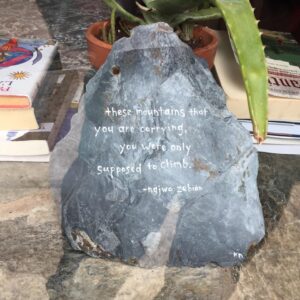 these mountains that
you are carrying,
you were only
supposed to climb.
-najwa zebian